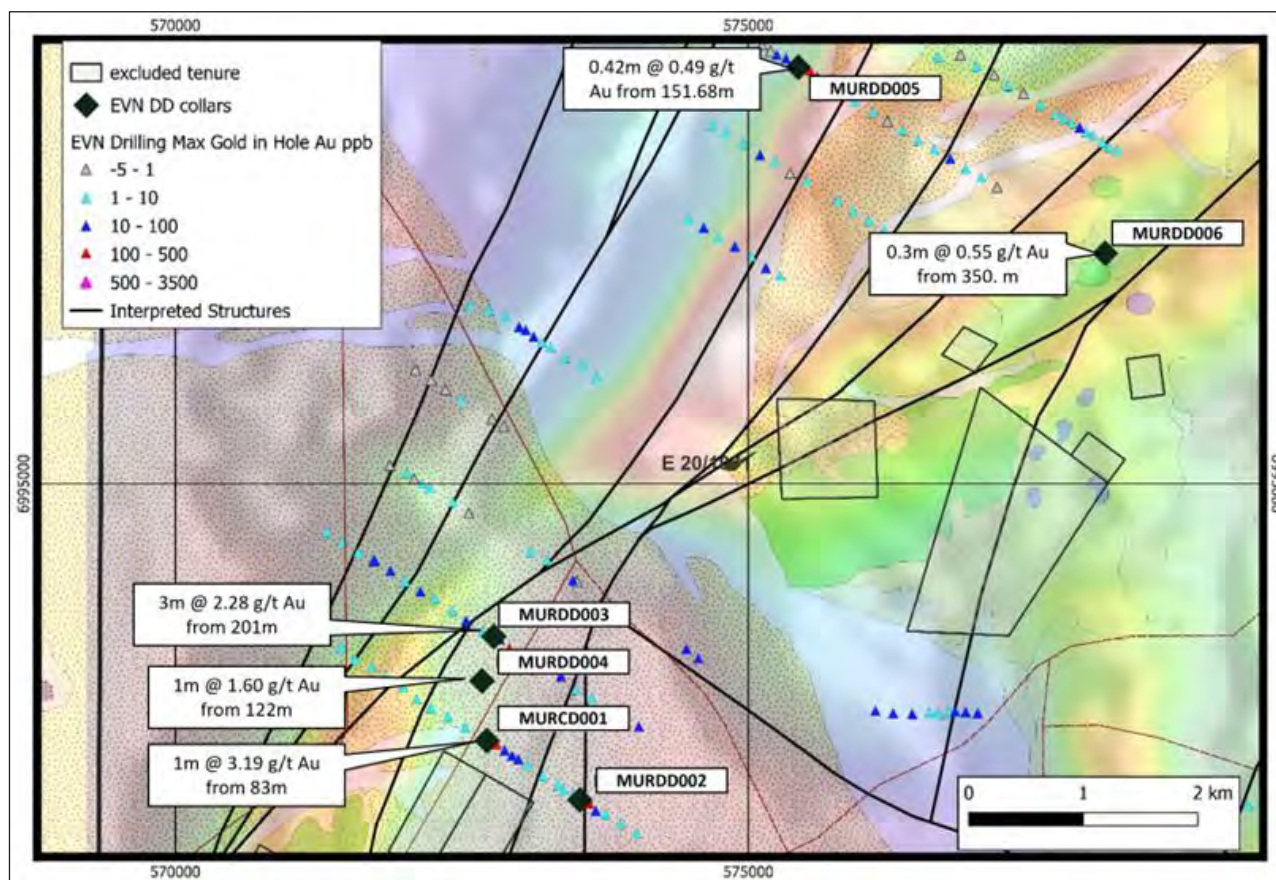 570000
575000
excluded tenure
EVN DD collars
EVN Drilling Max Gold in Hole Au ppb
-5 - 1
1 - 10
10 - 100
100 - 500
500 - 3500
Interpreted Structures
0.42m @ 0.49 g/t
Au from 151.68m
MURDD005
MURDD006
0.3m @ 0.55 g/t Au
from 350. m
E 20/
6995000
6995000
3m @ 2.28 g/t Au
from 201m
MURDD003
MURDD004
1m @ 1.60 g/t Au
from 122m
MURCD001
1m @ 3.19 g/t Au
from 83m
MURDD002
0 1 2 km
570000
575000